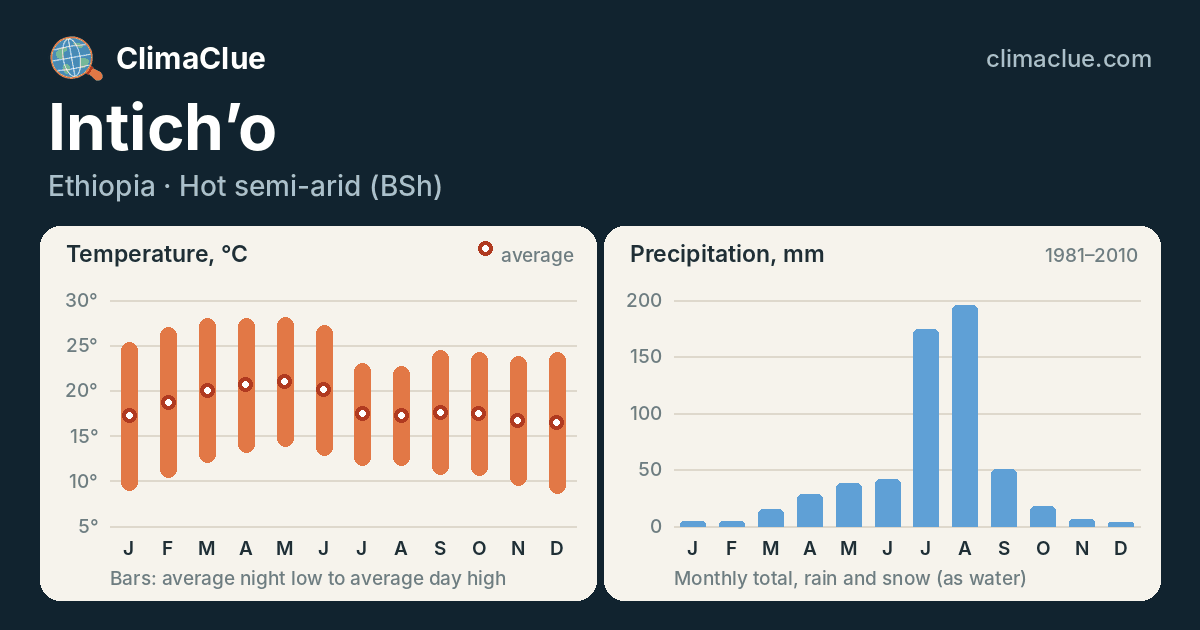 ClimaClue
climaclue.com
Intich’o
Ethiopia · Hot semi-arid (BSh)
Temperature, °C
average
30°
25°
20°
15°
10°
5°
J F M A M J J A S O N D
Bars: average night low to average day high
Precipitation, mm
1981–2010
200
150
100
50
0
J F M A M J J A S O N D
Monthly total, rain and snow (as water)